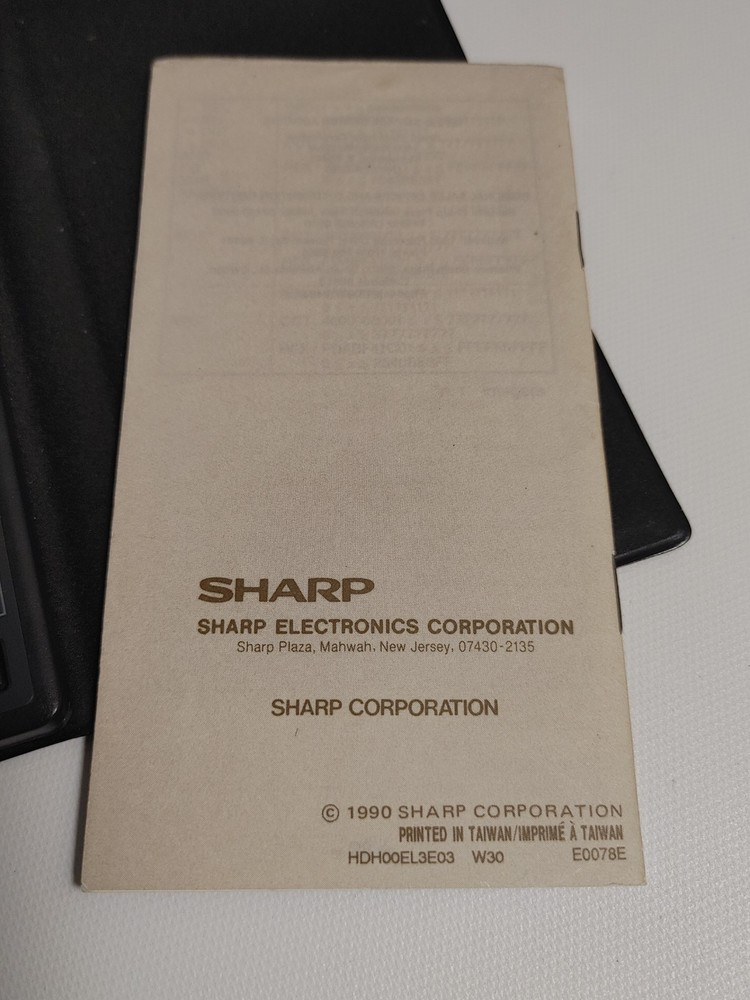 SHARP
SHARP ELECTRONICS CORPORATION
Sharp Plaza, Mahwah, New Jersey, 07430-2135
SHARP CORPORATION
© 1990 SHARP CORPORATION
PRINTED IN TAIWAN/IMPRIMÉ À TAIWAN
HDH00EL3E03 W30 E0078E